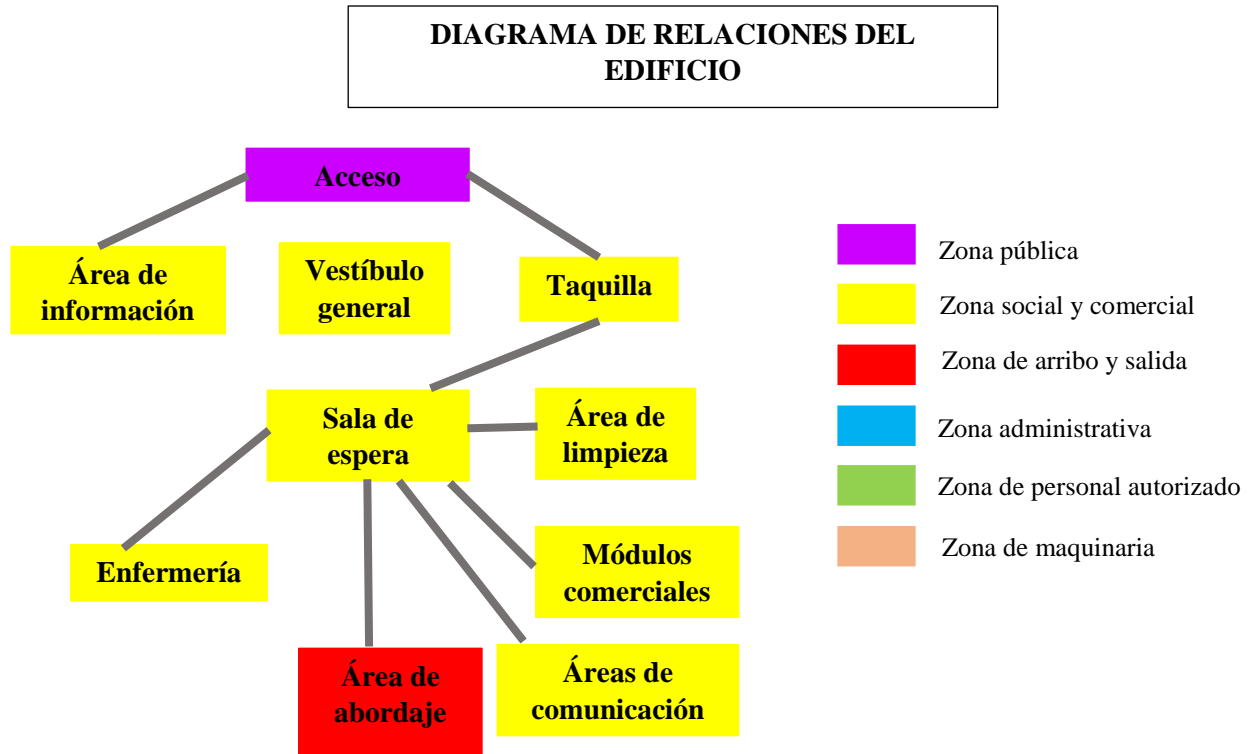 DIAGRAMA DE RELACIONES DEL
EDIFICIO
Acceso
Área de
información
Vestíbulo
general
Taquilla
Sala de
espera
Área de
limpieza
Enfermería
Módulos
comerciales
Área de
abordaje
Áreas de
comunicación
Zona pública
Zona social y comercial
Zona de arribo y salida
Zona administrativa
Zona de personal autorizado
Zona de maquinaria